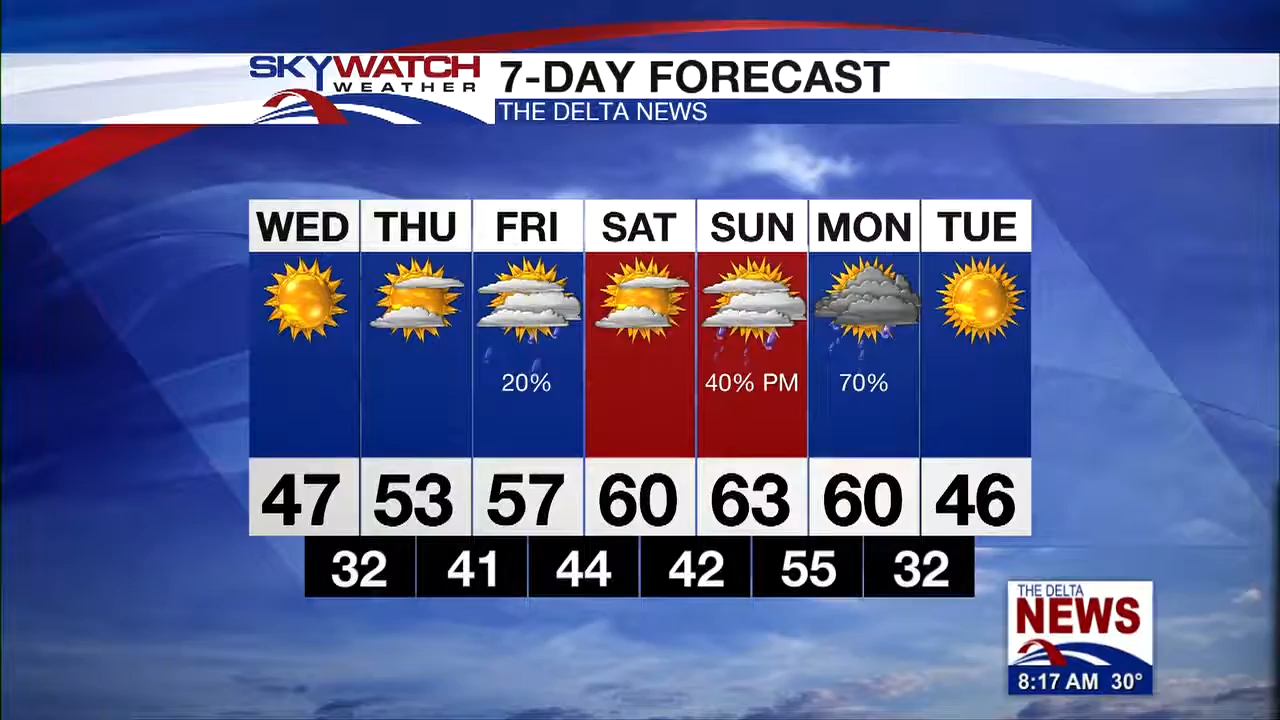 SKYWATCH
WEATHER
7-DAY FORECAST
THE DELTA NEWS
WED THU FRI SAT SUN MON TUE
20% 40% PM 70%
47 53 57 60 63 60 46
32 41 44 42 55 32
THE DELTA
NEWS
8:17 AM 30°